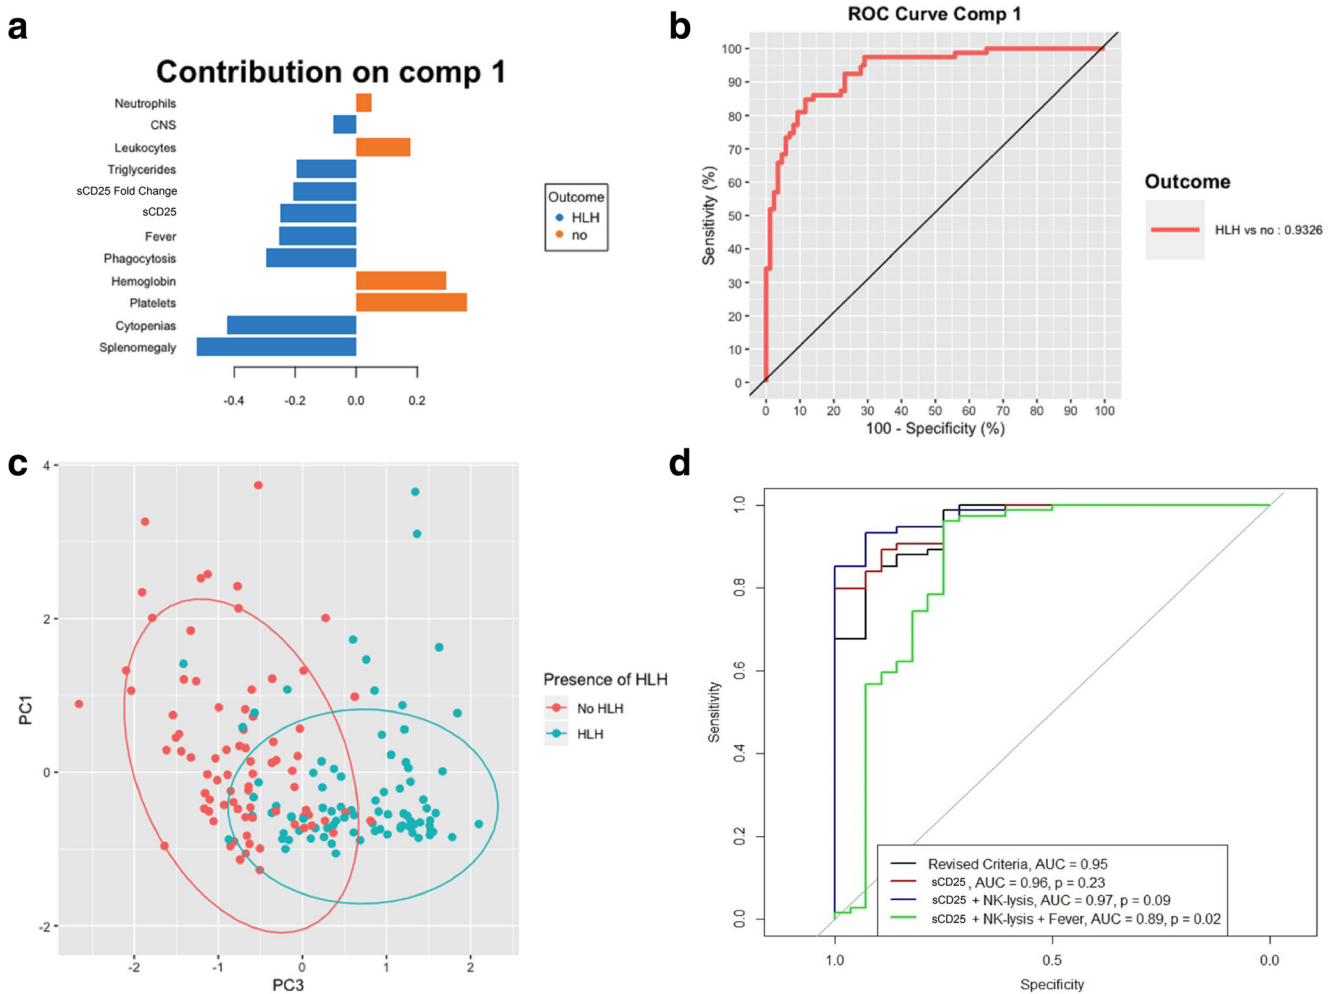 a
Contribution on comp 1
Neutrophils
CNS
Leukocytes
Triglycerides
sCD25 Fold Change
sCD25
Fever
Phagocytosis
Hemoglobin
Platelets
Cytopenias
Splenomegaly
-0.4 -0.2 0.0 0.2
Outcome
HLH
no
b
ROC Curve Comp 1
Sensitivity (%)
100
90
80
70
60
50
40
30
20
10
0
0 10 20 30 40 50 60 70 80 90 100
100 - Specificity (%)
Outcome
HLH vs no : 0.9326
c
PC1
4
2
0
-2
-2 -1 0 1 2
PC3
Presence of HLH
No HLH
HLH
d
Sensitivity
1.0
0.8
0.6
0.4
0.2
0.0
Revised Criteria, AUC = 0.95
sCD25 , AUC = 0.96, p = 0.23
sCD25 + NK-lysis, AUC = 0.97, p = 0.09
sCD25 + NK-lysis + Fever, AUC = 0.89, p = 0.02
1.0 0.5 0.0
Specificity